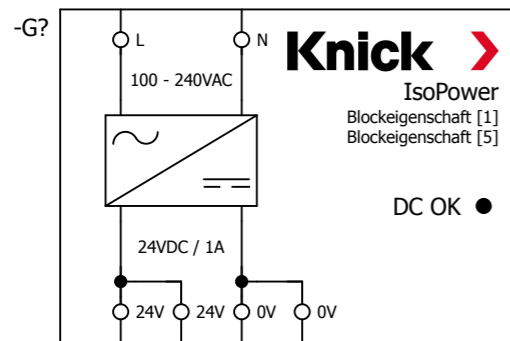 -G?
L
N
Knick
100 - 240VAC
IsoPower
Blockeigenschaft [1]
Blockeigenschaft [5]
DC OK
24VDC / 1A
24V
24V
0V
0V